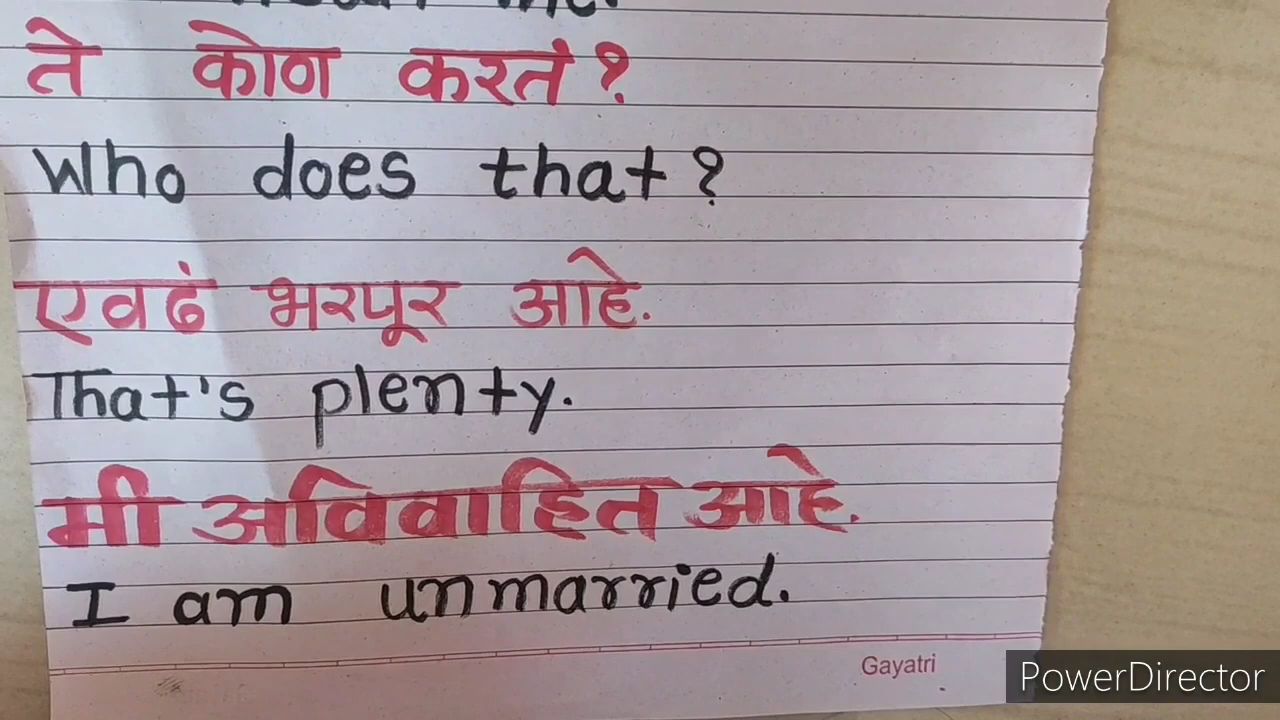 ते कोण करतं?
Who does that?
एवढं भरपूर आहे.
That's plenty.
मी अविवाहित आहे.
I am unmarried.
Gayatri
PowerDirector